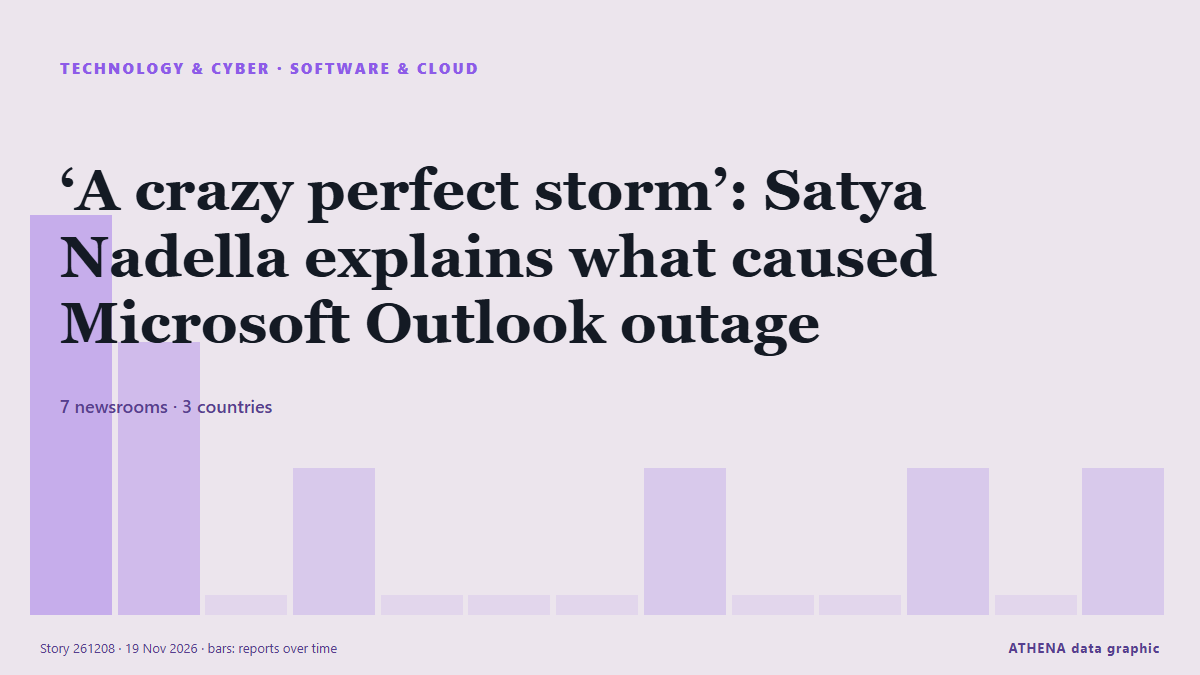 TECHNOLOGY & CYBER · SOFTWARE & CLOUD
‘A crazy perfect storm’: Satya
Nadella explains what caused
Microsoft Outlook outage
7 newsrooms · 3 countries
Story 261208 · 19 Nov 2026 · bars: reports over time
ATHENA data graphic